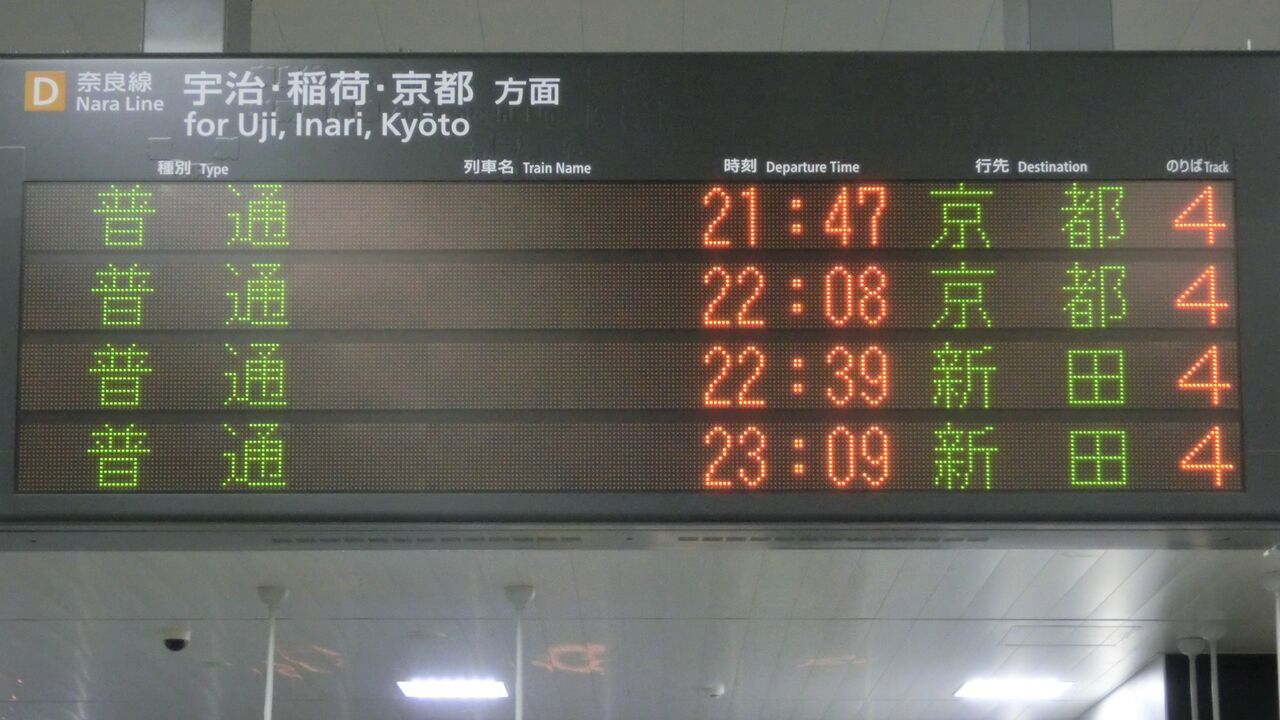 D 奈良線 宇治・稲荷・京都 方面
Nara Line for Uji, Inari, Kyōto
種別 Type 列車名 Train Name 時刻 Departure Time 行先 Destination のりば Track
普通 21:47 京都 4
普通 22:08 京都 4
普通 22:39 新田 4
普通 23:09 新田 4